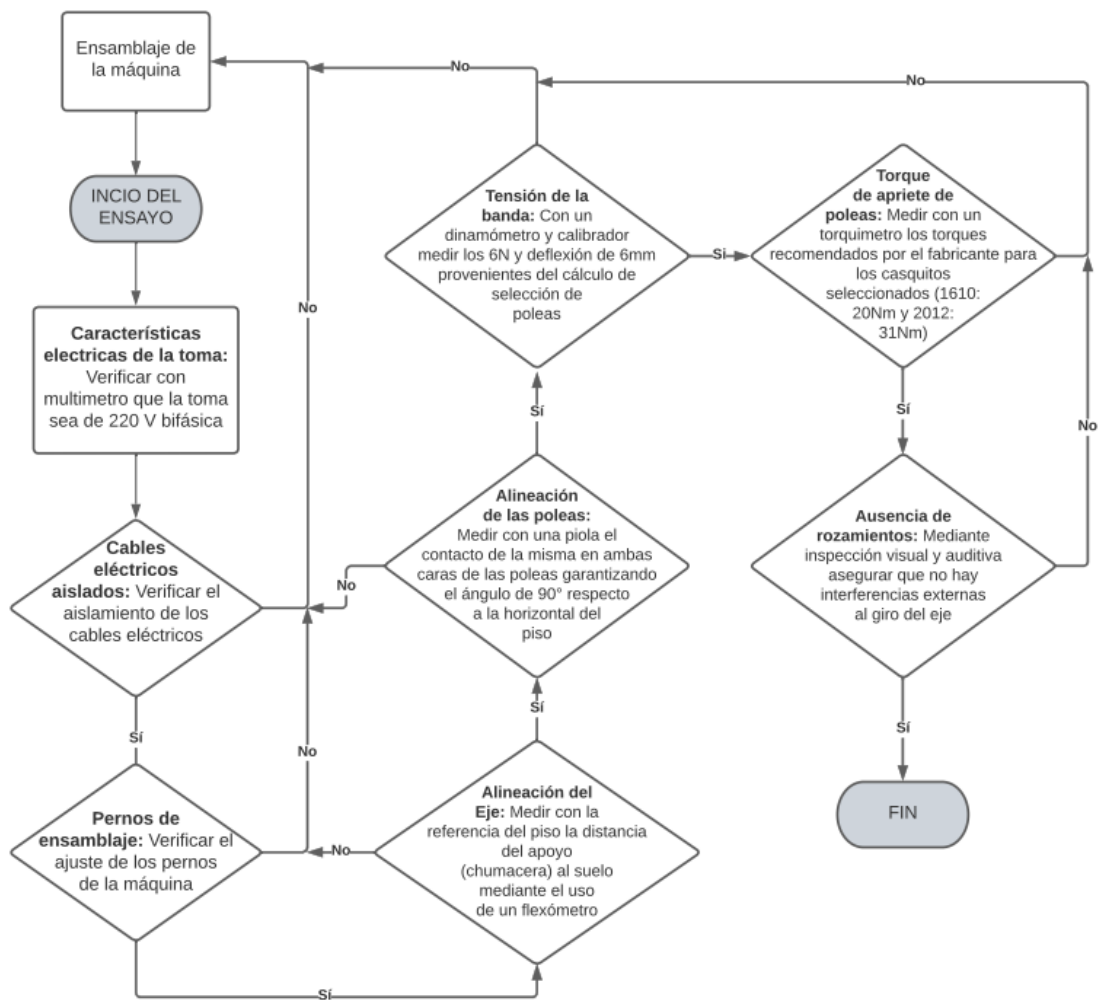 Ensamblaje de
la máquina
INCIO DEL
ENSAYO
Características
electricas de la toma:
Verificar con
multimetro que la toma
sea de 220 V bifásica
Cables
eléctricos
aislados: Verificar el
aislamiento de los
cables eléctricos
No
Sí
Pernos de
ensamblaje: Verificar el
ajuste de los pernos
de la máquina
No
Sí
Alineación del
Eje: Medir con la
referencia del piso la distancia
del apoyo
(chumacera) al suelo
mediante el uso
de un flexómetro
No
Sí
Alineación
de las poleas:
Medir con una piola el
contacto de la misma en ambas
caras de las poleas garantizando
el ángulo de 90° respecto
a la horizontal del
piso
No
Sí
Tensión de la
banda: Con un
dinamómetro y calibrador
medir los 6N y deflexión de 6mm
provenientes del cálculo de
selección de
poleas
No
Si
Torque
de apriete de
poleas: Medir con un
torquimetro los torques
recomendados por el fabricante para
los casquitos
seleccionados (1610:
20Nm y 2012:
31Nm)
No
Sí
Ausencia de
rozamientos: Mediante
inspección visual y auditiva
asegurar que no hay
interferencias externas
al giro del eje
No
Sí
FIN